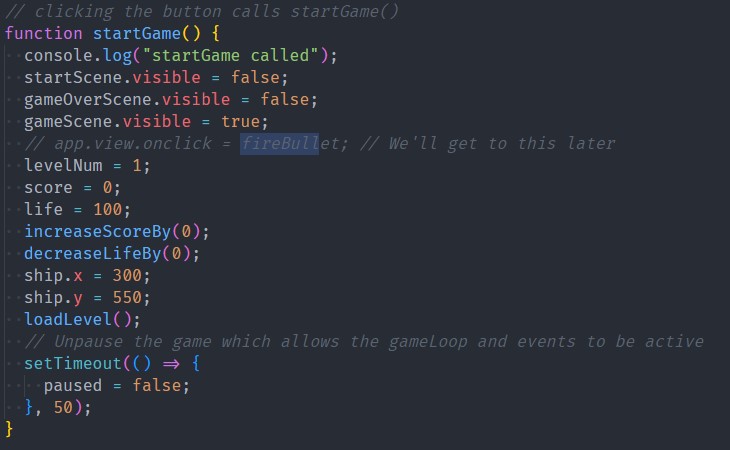 // clicking the button calls startGame()
function startGame() {
console.log("startGame called");
startScene.visible = false;
gameOverScene.visible = false;
gameScene.visible = true;
// app.view.onclick = fireBullet; // We'll get to this later
levelNum = 1;
score = 0;
life = 100;
increaseScoreBy(0);
decreaseLifeBy(0);
ship.x = 300;
ship.y = 550;
loadLevel();
// Unpause the game which allows the gameLoop and events to be active
setTimeout(() => {
paused = false;
}, 50);
}